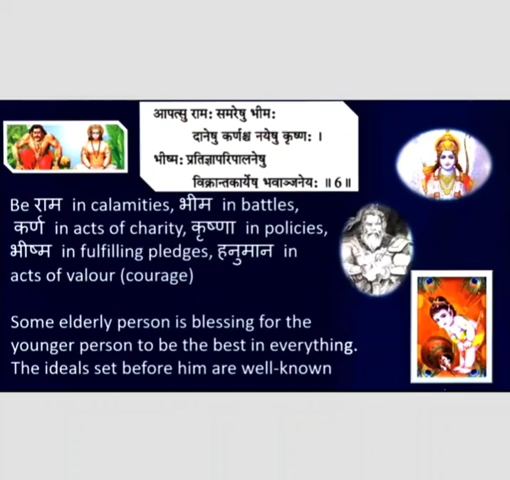 आपत्सु रामः समरेषु भीमः
दानेषु कर्णश्च नयेषु कृष्णः ।
भीष्मः प्रतिज्ञापरिपालनेषु
विक्रान्तकार्येषु भवाञ्जनेयः ॥6॥
Be राम in calamities, भीम in battles,
कर्ण in acts of charity, कृष्णा in policies,
भीष्म in fulfilling pledges, हनुमान in
acts of valour (courage)
Some elderly person is blessing for the
younger person to be the best in everything.
The ideals set before him are well-known